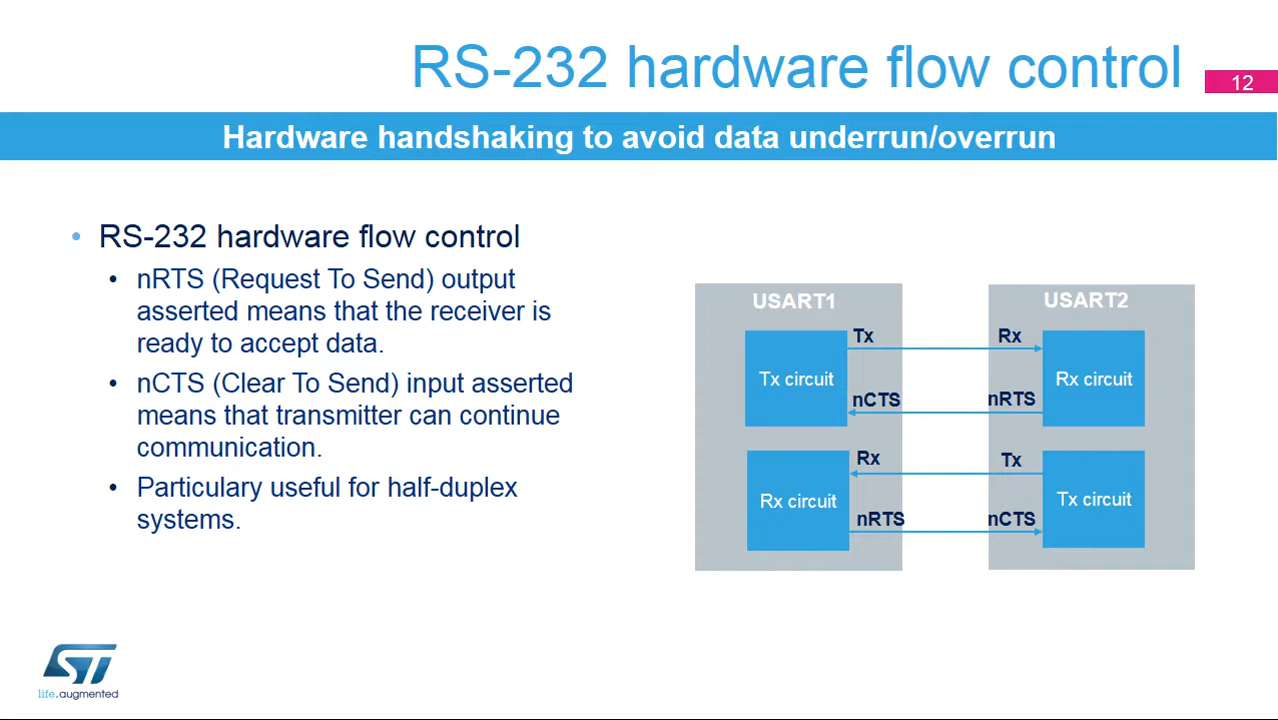 RS-232 hardware flow control
12
Hardware handshaking to avoid data underrun/overrun
• RS-232 hardware flow control
• nRTS (Request To Send) output
asserted means that the receiver is
ready to accept data.
• nCTS (Clear To Send) input asserted
means that transmitter can continue
communication.
• Particulary useful for half-duplex
systems.
USART1
USART2
Tx
Rx
Tx circuit
Rx circuit
nCTS
nRTS
Rx
Tx
Rx circuit
Tx circuit
nRTS
nCTS
ST
life.augmented